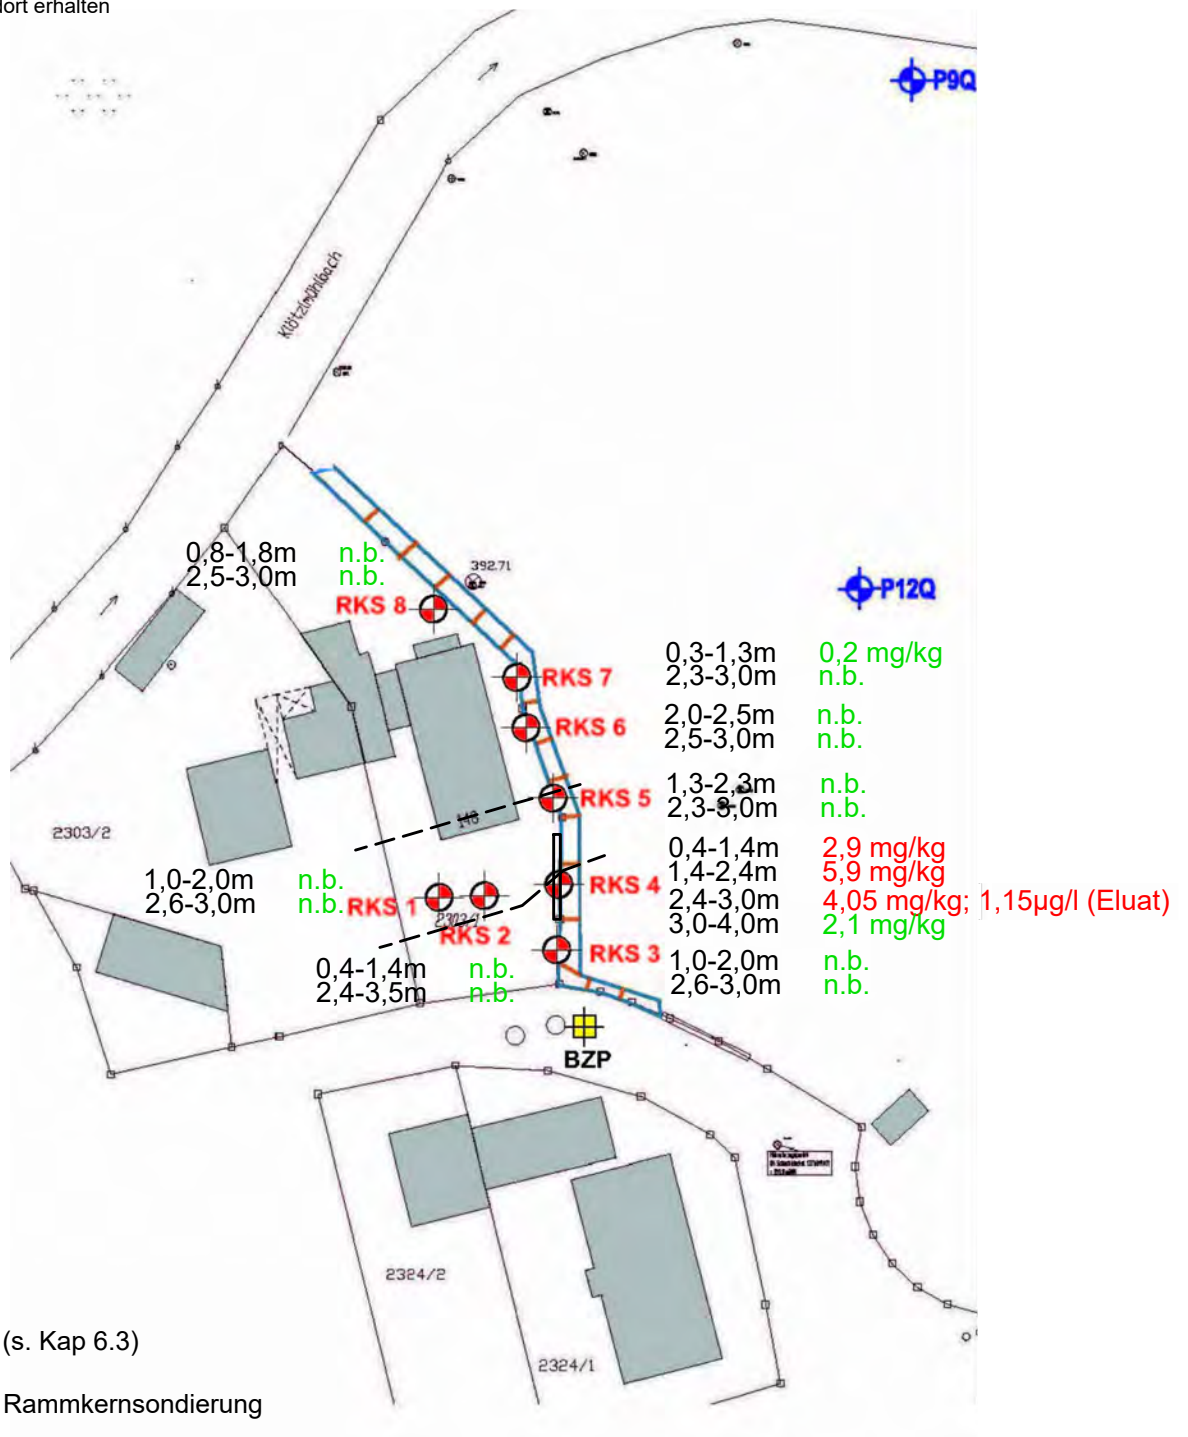 dort erhalten
P9Q
Klötzlmühlbach
0,8-1,8m n.b.
2,5-3,0m n.b.
392.71
RKS 8
P12Q
0,3-1,3m 0,2 mg/kg
RKS 7 2,3-3,0m n.b.
RKS 6 2,0-2,5m n.b.
2,5-3,0m n.b.
1,3-2,3m n.b.
RKS 5 2,3-3,0m n.b.
148
2303/2
0,4-1,4m 2,9 mg/kg
1,4-2,4m 5,9 mg/kg
RKS 4 2,4-3,0m 4,05 mg/kg; 1,15µg/l (Eluat)
3,0-4,0m 2,1 mg/kg
1,0-2,0m n.b.
2,6-3,0m n.b.
RKS 1
2303/1
RKS 2
RKS 3 1,0-2,0m n.b.
2,6-3,0m n.b.
0,4-1,4m n.b.
2,4-3,5m n.b.
BZP
2324/2
2324/1
(s. Kap 6.3)
Rammkernsondierung